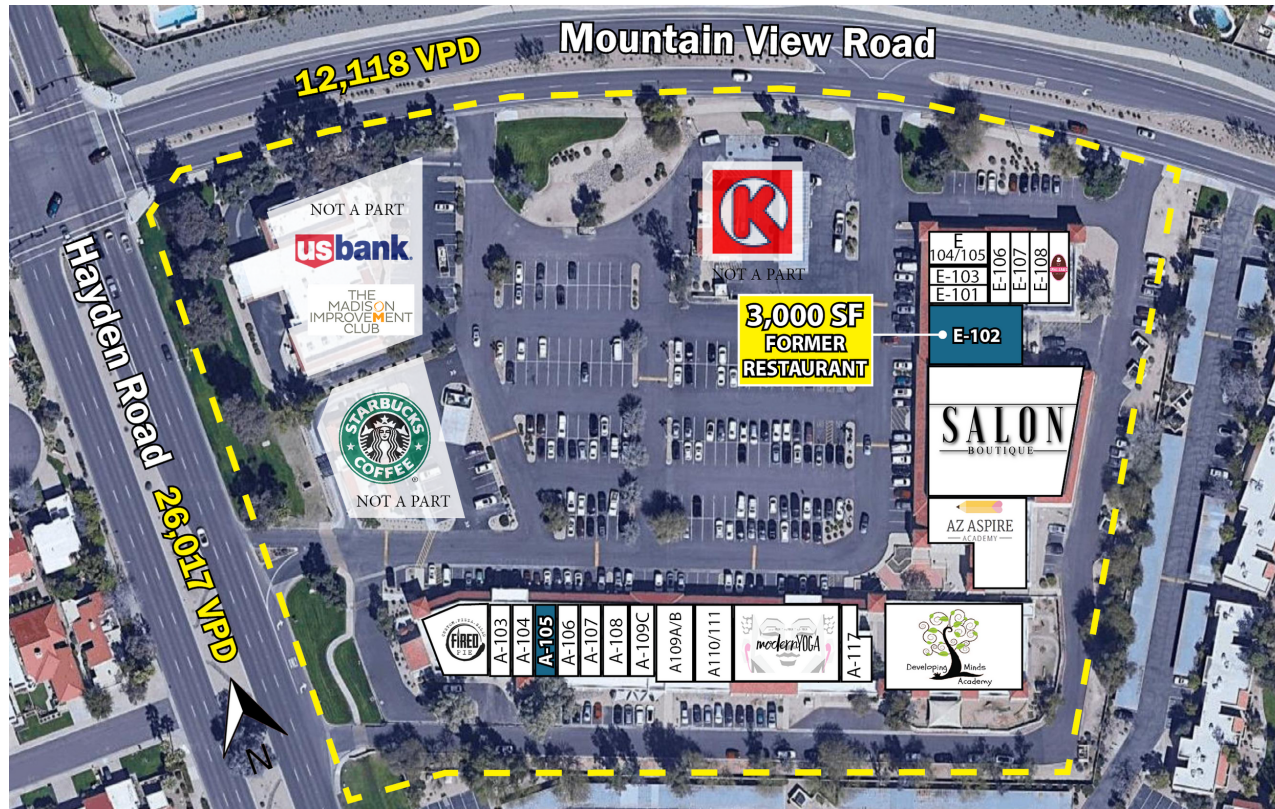 Mountain View Road
12,118 VPD
Hayden Road
26,017 VPD
NOT A PART
usbank
THE
MADISON
IMPROVEMENT
CLUB
STARBUCKS
COFFEE
®
NOT A PART
K
NOT A PART
3,000 SF
FORMER
RESTAURANT
E
104/105
E-103
E-101
E-106
E-107
E-108
E-102
SALON
BOUTIQUE
AZ ASPIRE
ACADEMY
FIRED
PIE
A-103
A-104
A-105
A-106
A-107
A-108
A-109C
A109A/B
A110/111
modernYOGA
A-117
Developing Minds
Academy
N